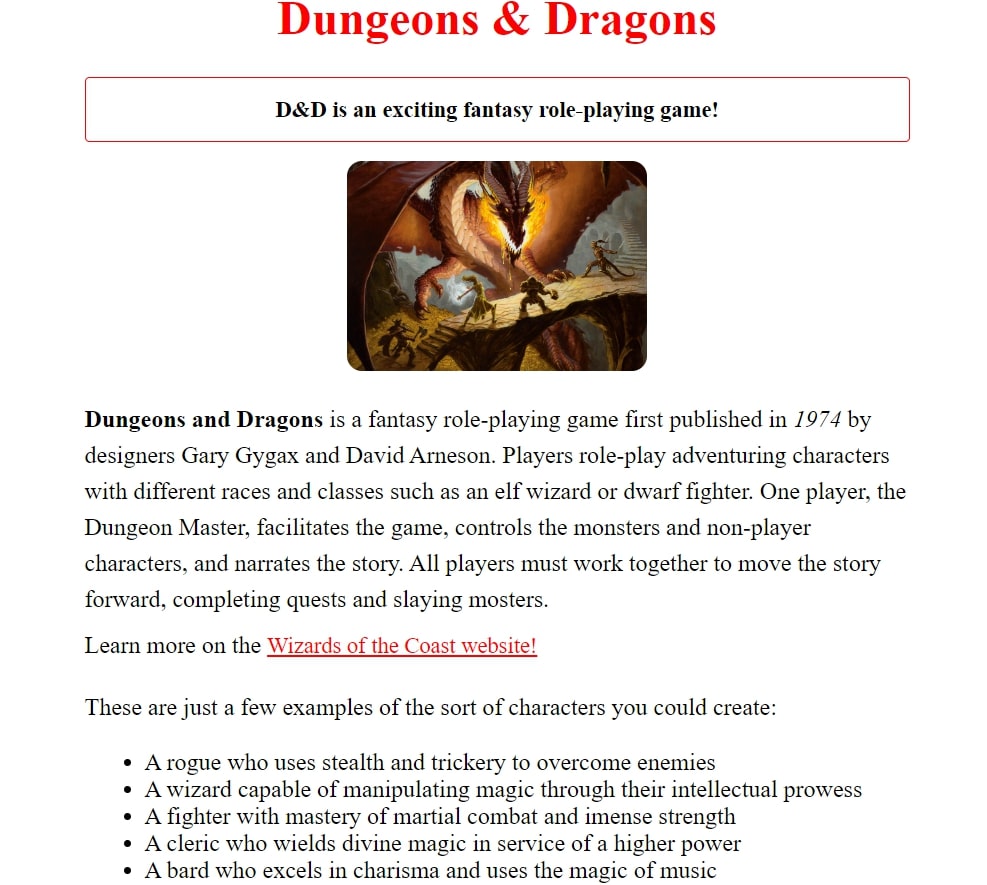 Dungeons & Dragons
D&D is an exciting fantasy role-playing game!
Dungeons and Dragons is a fantasy role-playing game first published in 1974 by
designers Gary Gygax and David Arneson. Players role-play adventuring characters
with different races and classes such as an elf wizard or dwarf fighter. One player, the
Dungeon Master, facilitates the game, controls the monsters and non-player
characters, and narrates the story. All players must work together to move the story
forward, completing quests and slaying mosters.
Learn more on the Wizards of the Coast website!
These are just a few examples of the sort of characters you could create:
• A rogue who uses stealth and trickery to overcome enemies
• A wizard capable of manipulating magic through their intellectual prowess
• A fighter with mastery of martial combat and imense strength
• A cleric who wields divine magic in service of a higher power
• A bard who excels in charisma and uses the magic of music